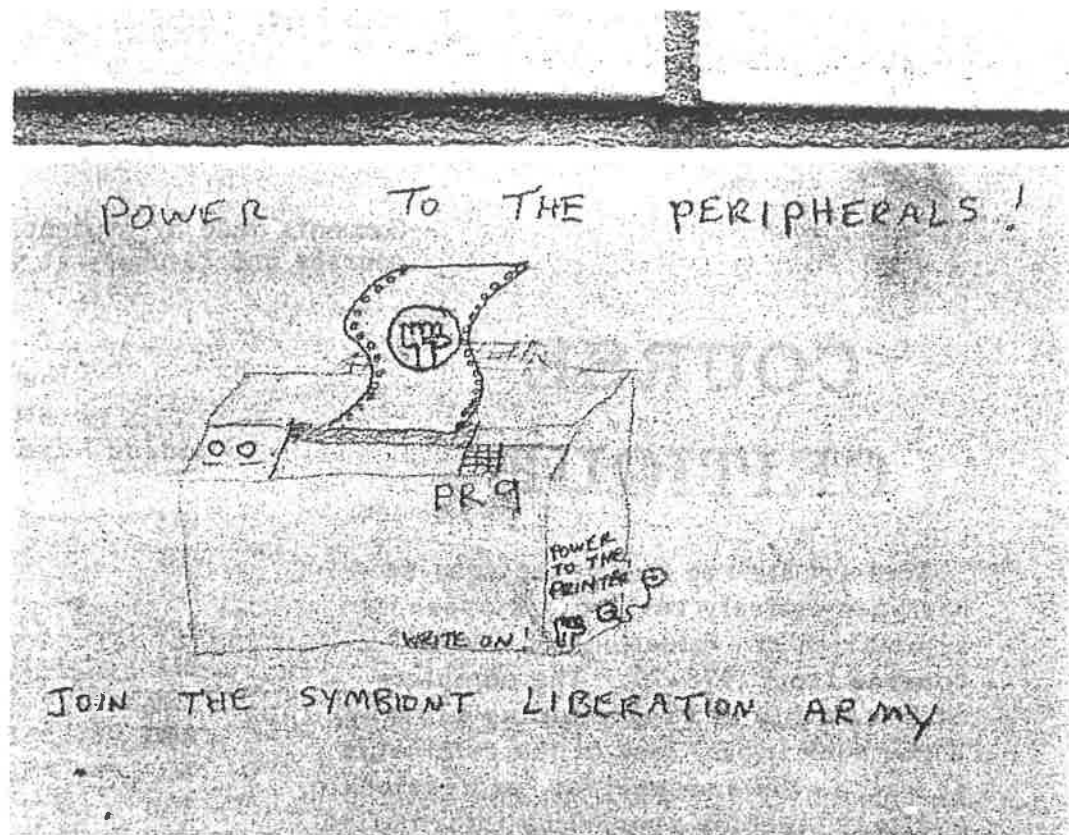 POWER TO THE PERIPHERALS!
PR9
POWER
TO THE
PRINTER
WRITE ON!
JOIN THE SYMBIONT LIBERATION ARMY